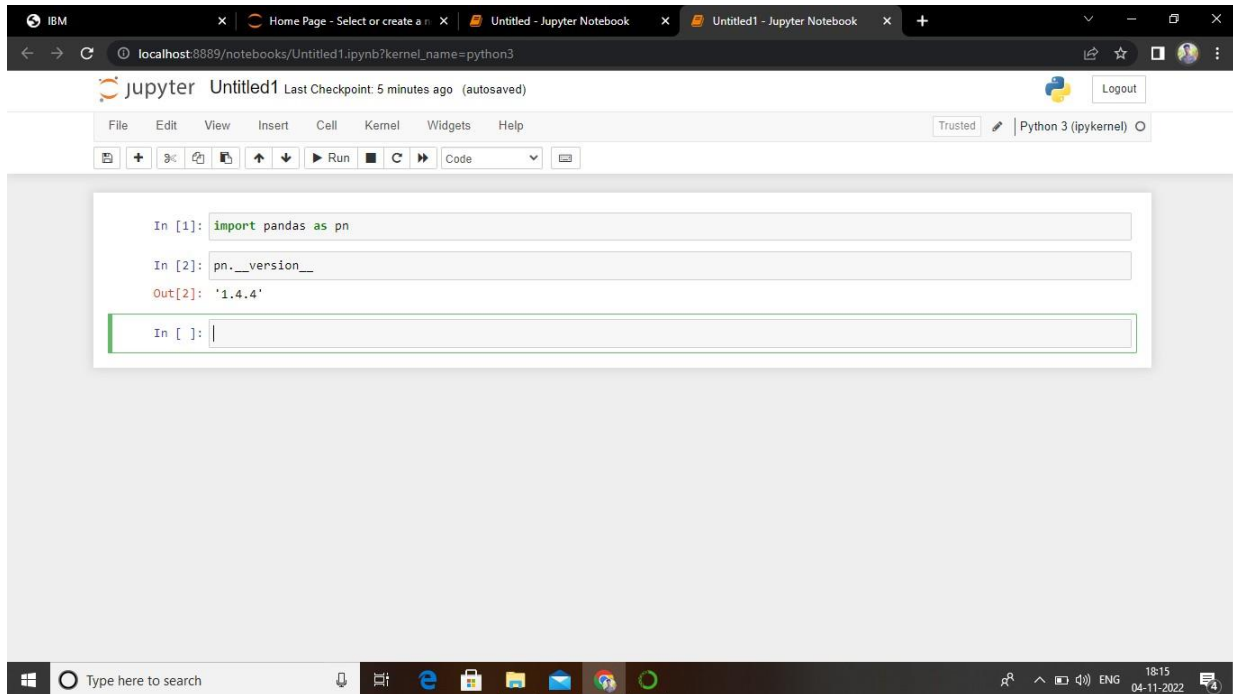 IBM
Home Page - Select or create a n
Untitled - Jupyter Notebook
Untitled1 - Jupyter Notebook
localhost:8889/notebooks/Untitled1.ipynb?kernel_name=python3
jupyter Untitled1 Last Checkpoint: 5 minutes ago (autosaved)
Logout
File Edit View Insert Cell Kernel Widgets Help
Trusted Python 3 (ipykernel)
Run Code
In [1]: import pandas as pn
In [2]: pn.__version__
Out[2]: '1.4.4'
In [ ]:
Type here to search
ENG
18:15
04-11-2022
4